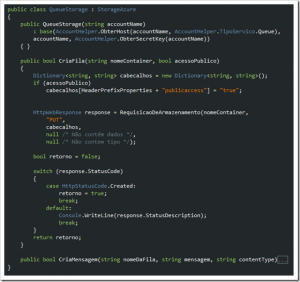 public class QueueStorage : StorageAzure
{
public QueueStorage(string accountName)
: base(AccountHelper.ObterHost(accountName, AccountHelper.TipoServico.Queue),
accountName, AccountHelper.ObterSecretKey(accountName))
{ }
public bool CriaFila(string nomeContainer, bool acessoPublico)
{
Dictionary<string, string> cabecalhos = new Dictionary<string, string>();
if (acessoPublico)
cabecalhos[HeaderPrefixProperties + "publicaccess"] = "true";
HttpWebResponse response = RequisicaoDeArmazenamento(nomeContainer,
"PUT",
cabecalhos,
null /* Não contém dados */,
null /* Nao contem tipo */);
bool retorno = false;
switch (response.StatusCode)
{
case HttpStatusCode.Created:
retorno = true;
break;
default:
Console.WriteLine(response.StatusDescription);
break;
}
return retorno;
}
public bool CriaMensagem(string nomeDaFila, string mensagem, string contentType)...
}